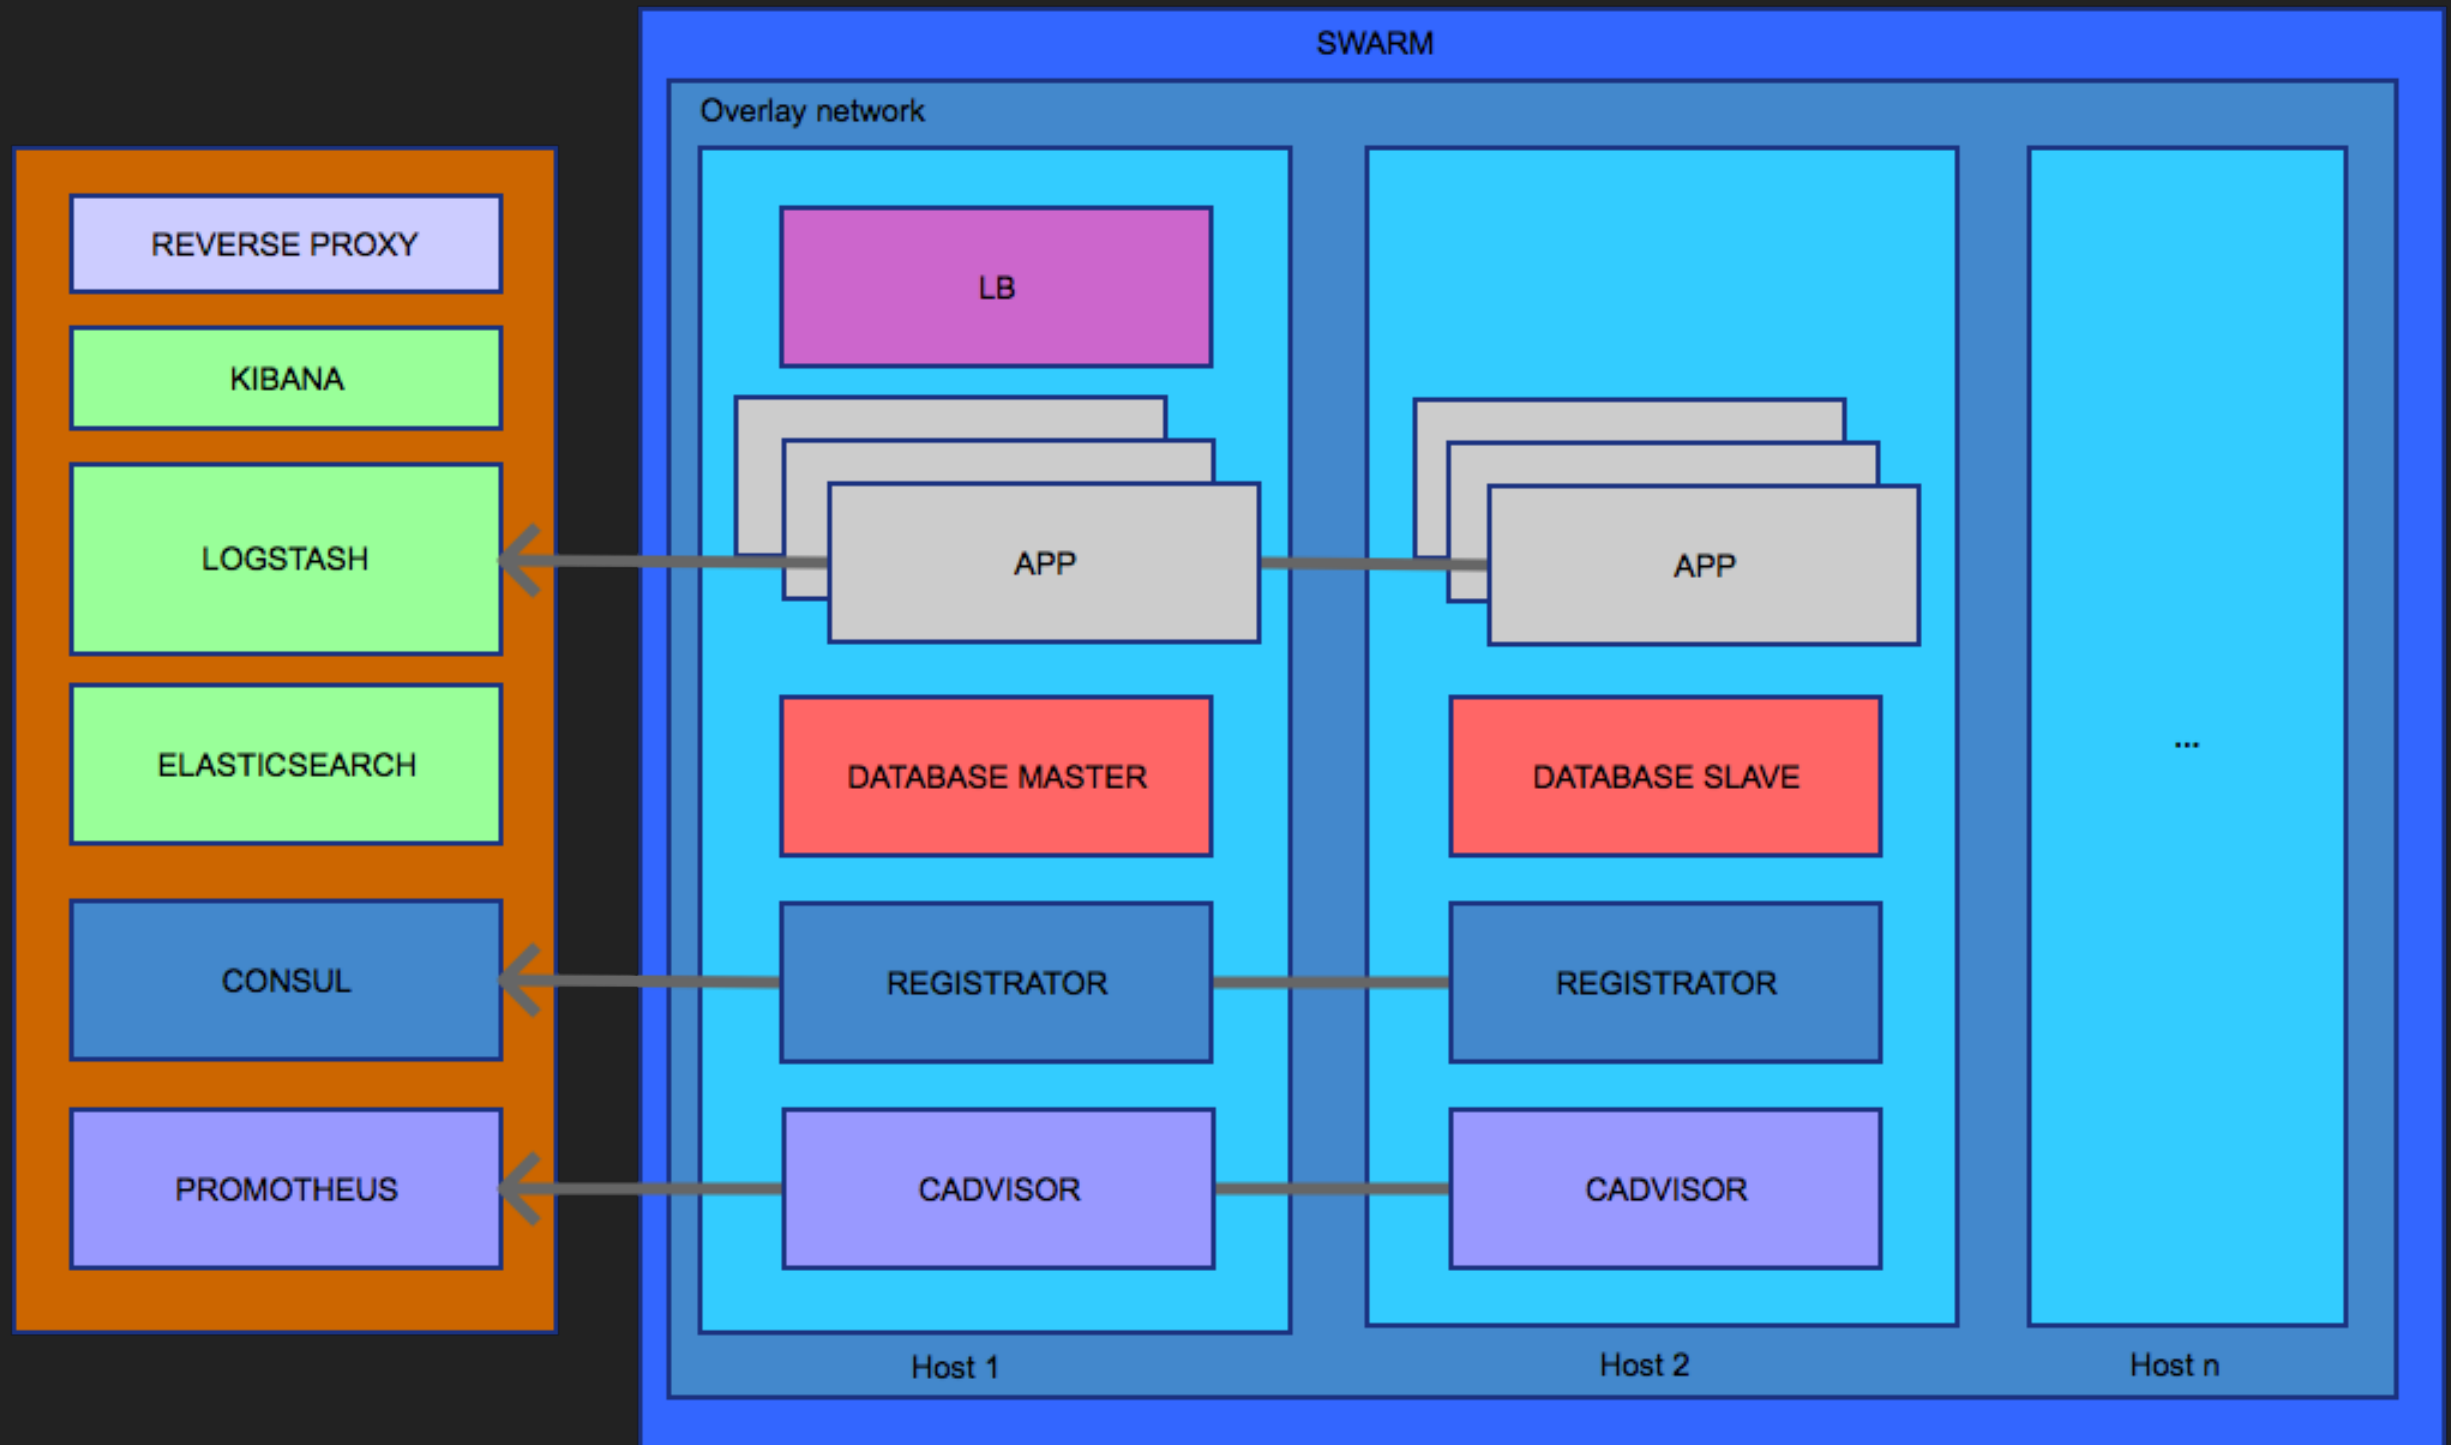 SWARM
Overlay network
REVERSE PROXY
KIBANA
LOGSTASH
ELASTICSEARCH
CONSUL
PROMOTHEUS
LB
APP
DATABASE MASTER
REGISTRATOR
CADVISOR
Host 1
APP
DATABASE SLAVE
REGISTRATOR
CADVISOR
Host 2
...
Host n